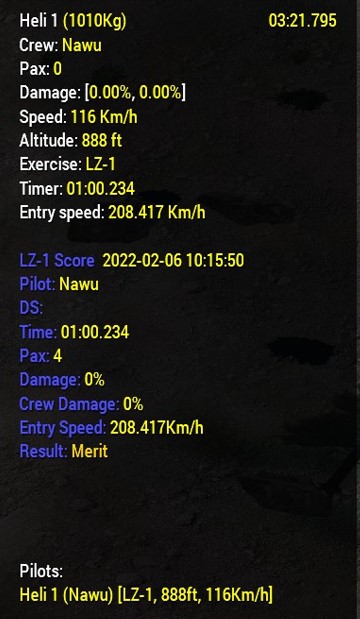 Heli 1 (1010Kg) 03:21.795
Crew: Nawu
Pax: 0
Damage: [0.00%, 0.00%]
Speed: 116 Km/h
Altitude: 888 ft
Exercise: LZ-1
Timer: 01:00.234
Entry speed: 208.417 Km/h
LZ-1 Score 2022-02-06 10:15:50
Pilot: Nawu
DS:
Time: 01:00.234
Pax: 4
Damage: 0%
Crew Damage: 0%
Entry Speed: 208.417Km/h
Result: Merit
Pilots:
Heli 1 (Nawu) [LZ-1, 888ft, 116Km/h]